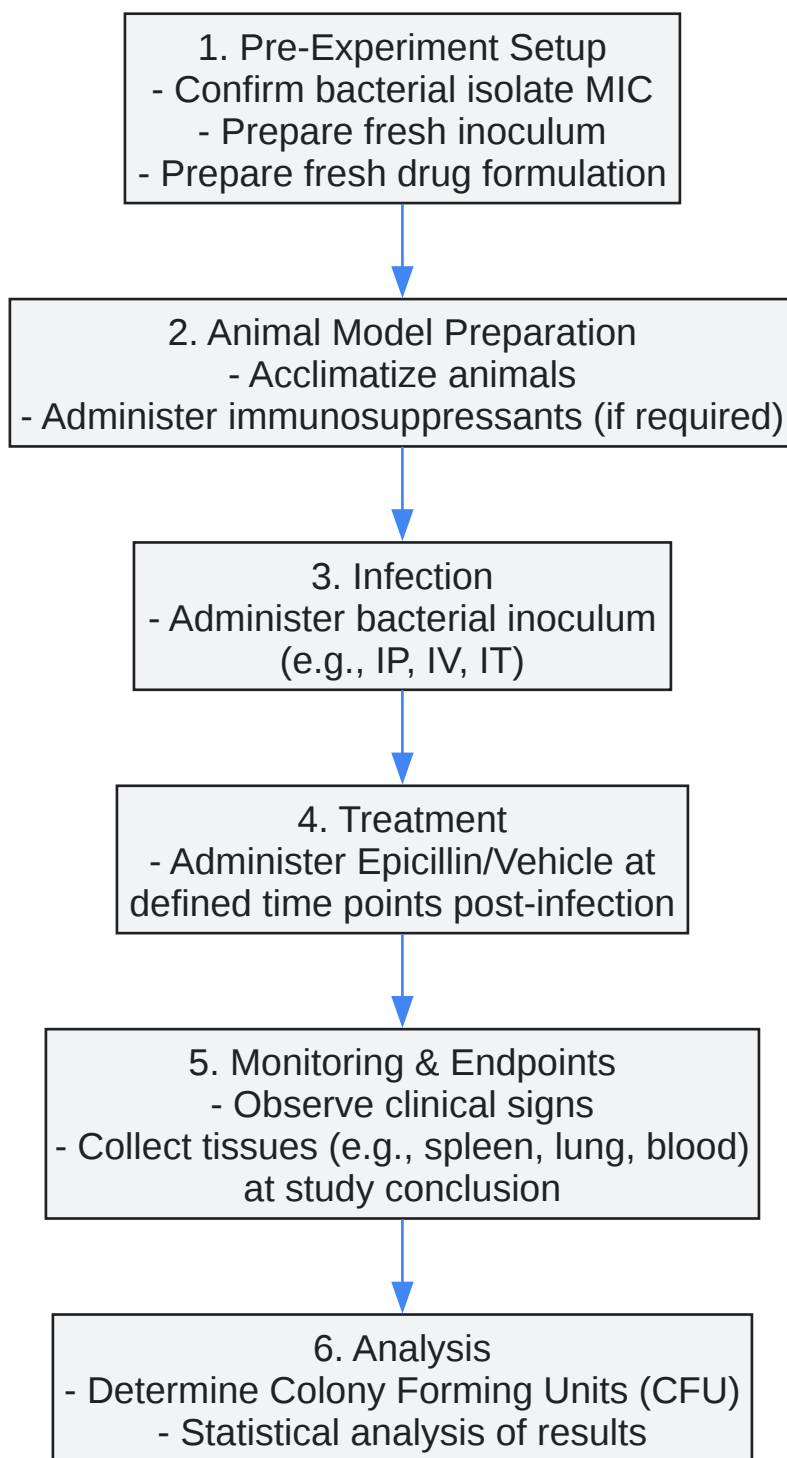 1. Pre-Experiment Setup
- Confirm bacterial isolate MIC
- Prepare fresh inoculum
- Prepare fresh drug formulation
2. Animal Model Preparation
- Acclimatize animals
- Administer immunosuppressants (if required)
3. Infection
- Administer bacterial inoculum
(e.g., IP, IV, IT)
4. Treatment
- Administer Epicillin/Vehicle at
defined time points post-infection
5. Monitoring & Endpoints
- Observe clinical signs
- Collect tissues (e.g., spleen, lung, blood)
at study conclusion
6. Analysis
- Determine Colony Forming Units (CFU)
- Statistical analysis of results